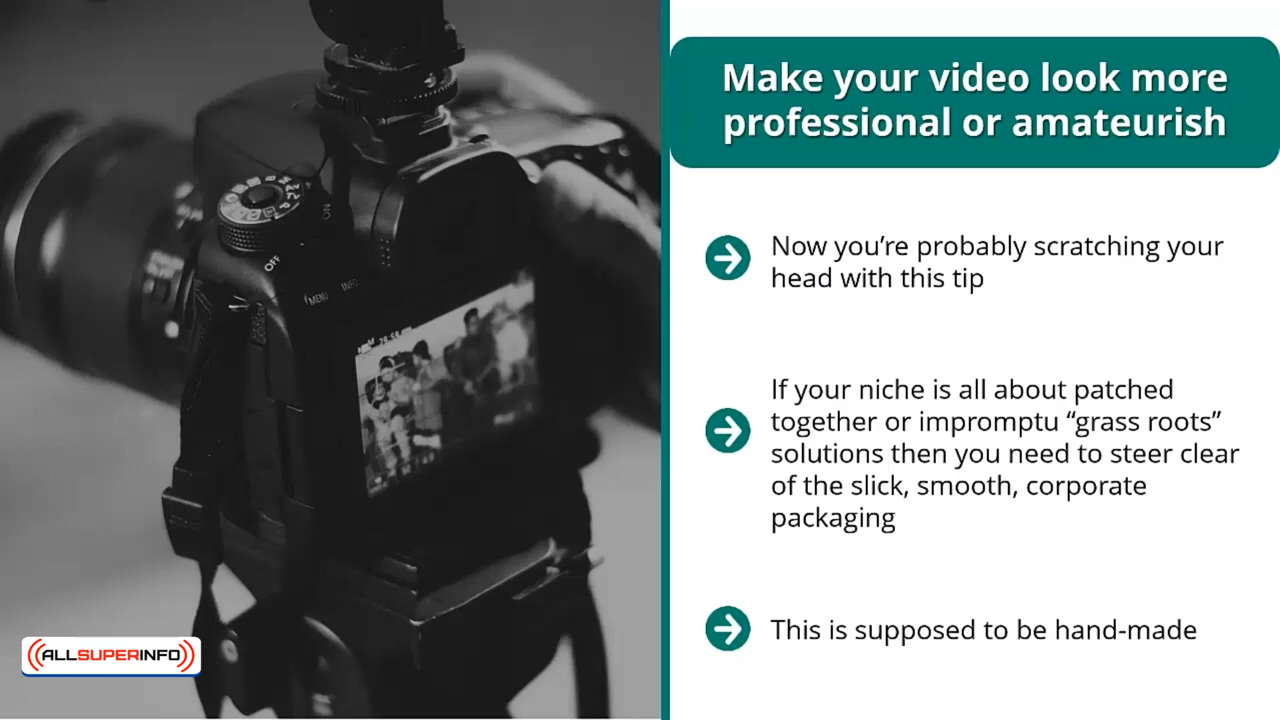 Make your video look more
professional or amateurish
Now you’re probably scratching your
head with this tip
If your niche is all about patched
together or impromptu “grass roots”
solutions then you need to steer clear
of the slick, smooth, corporate
packaging
This is supposed to be hand-made
ON
OFF
MENU
INFO
ALLSUPERINFO